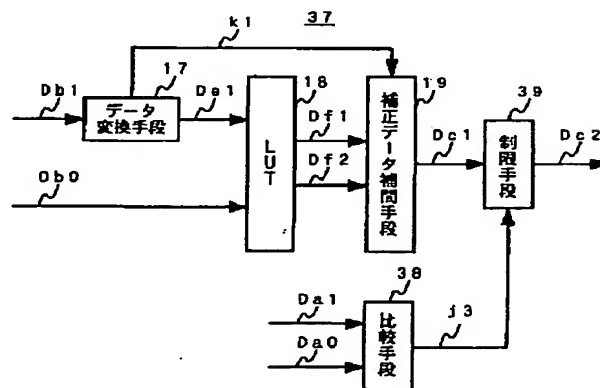 k1
37
17
Db1
データ
変換手段
De1
18
LUT
Df1
Df2
19
補正データ補間手段
Dc1
39
制限手段
Dc2
Db0
38
Da1
Da0
比較手段
j3